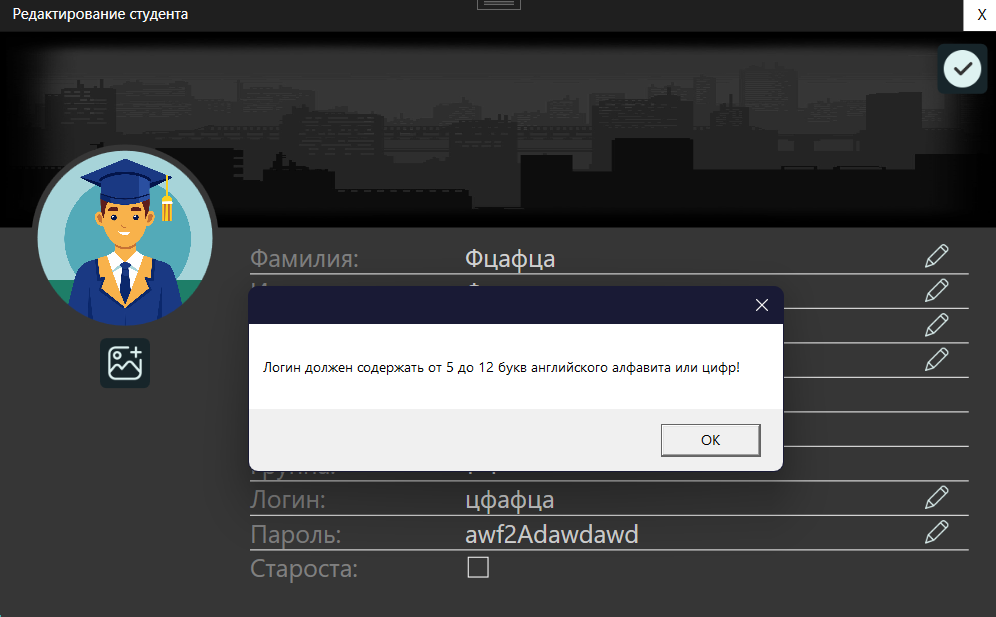 Редактирование студента
X
Фамилия: Фцафца
Логин должен содержать от 5 до 12 букв английского алфавита или цифр!
OK
Логин: цфафца
Пароль: awf2Adawdawd
Староста: